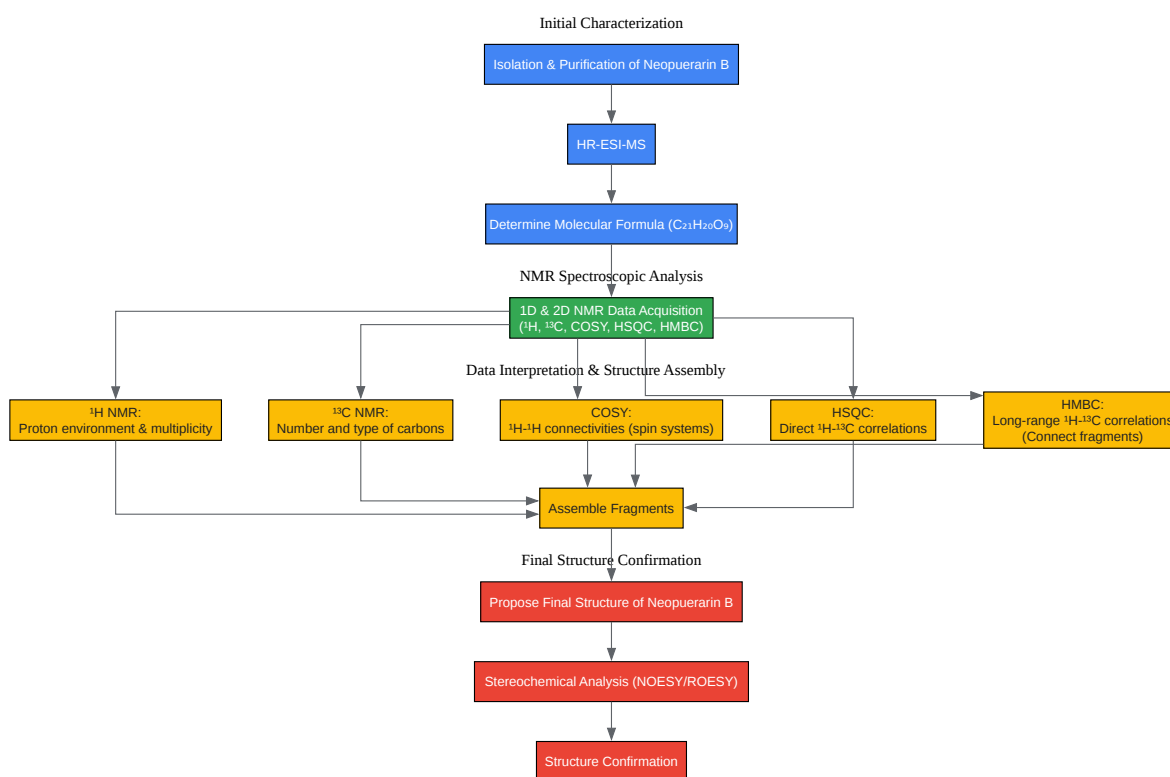 Initial Characterization
Isolation & Purification of Neopuerarin B
HR-ESI-MS
Determine Molecular Formula (C₂₁H₂₀O₉)
NMR Spectroscopic Analysis
1D & 2D NMR Data Acquisition
(¹H, ¹³C, COSY, HSQC, HMBC)
Data Interpretation & Structure Assembly
¹H NMR:
Proton environment & multiplicity
¹³C NMR:
Number and type of carbons
COSY:
¹H-¹H connectivities (spin systems)
HSQC:
Direct ¹H-¹³C correlations
HMBC:
Long-range ¹H-¹³C correlations
(Connect fragments)
Assemble Fragments
Final Structure Confirmation
Propose Final Structure of Neopuerarin B
Stereochemical Analysis (NOESY/ROESY)
Structure Confirmation